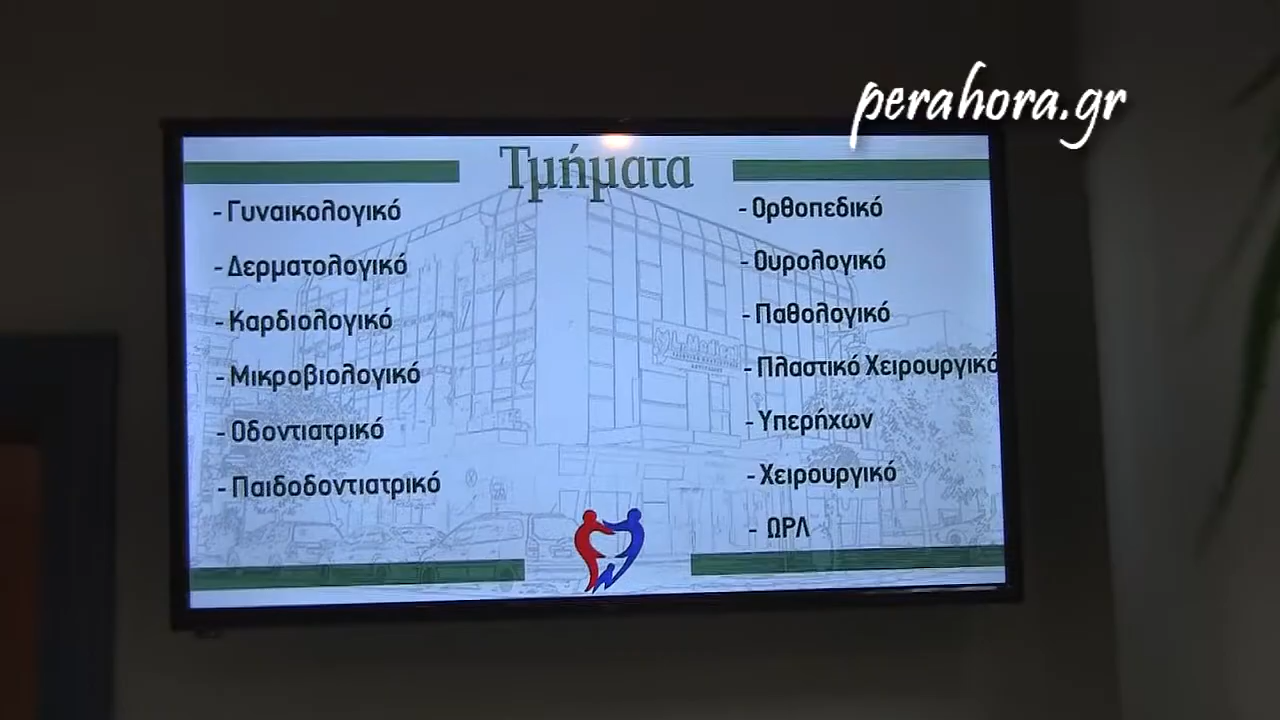 perahora.gr
Τμήματα
- Γυναικολογικό
- Δερματολογικό
- Καρδιολογικό
- Μικροβιολογικό
- Οδοντιατρικό
- Παιδοδοντιατρικό
- Ορθοπεδικό
- Ουρολογικό
- Παθολογικό
- Πλαστικό Χειρουργικό
- Υπερήχων
- Χειρουργικό
- ΩΡΛ